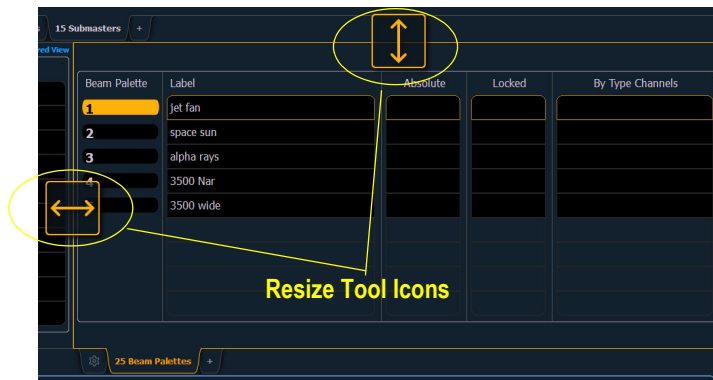 15 Submasters +
red View
Beam Palette Label Absolute Locked By Type Channels
1 jet fan
2 space sun
3 alpha rays
4 3500 Nar
3500 wide
Resize Tool Icons
25 Beam Palettes +